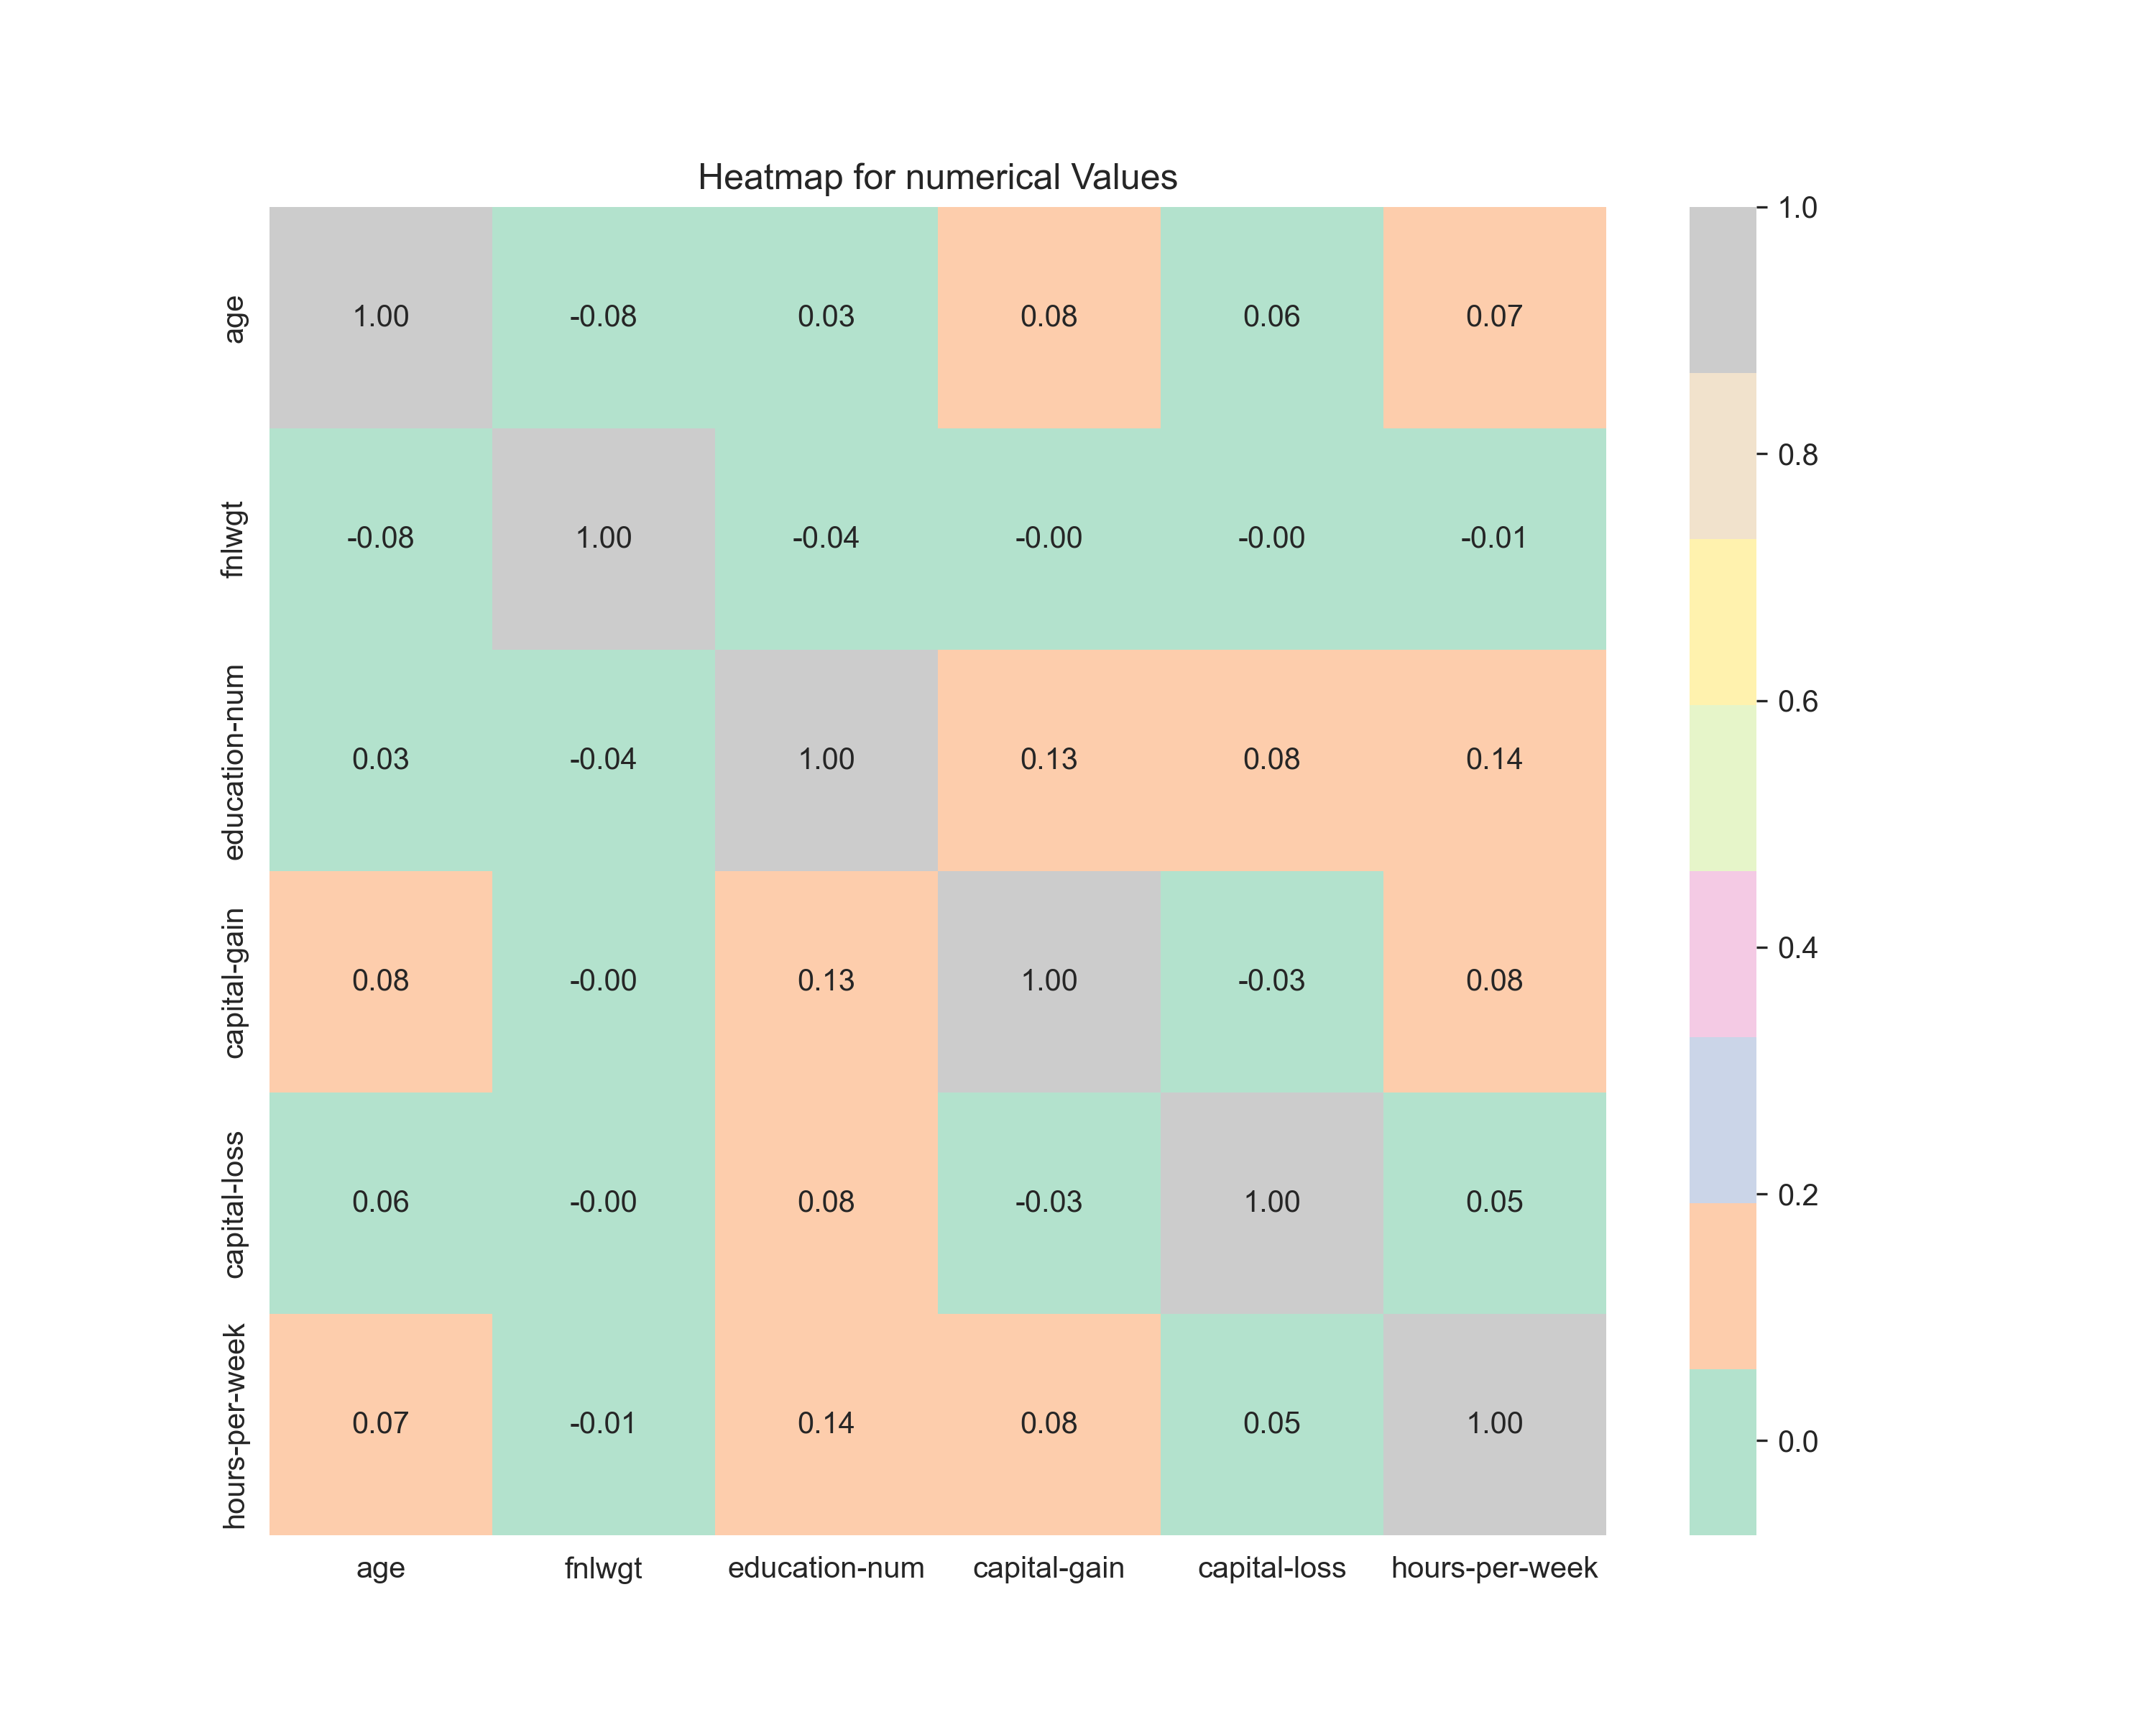 Heatmap for numerical Values
age 1.00 -0.08 0.03 0.08 0.06 0.07
fnlwgt -0.08 1.00 -0.04 -0.00 -0.00 -0.01
education-num 0.03 -0.04 1.00 0.13 0.08 0.14
capital-gain 0.08 -0.00 0.13 1.00 -0.03 0.08
capital-loss 0.06 -0.00 0.08 -0.03 1.00 0.05
hours-per-week 0.07 -0.01 0.14 0.08 0.05 1.00
age fnlwgt education-num capital-gain capital-loss hours-per-week
1.0
0.8
0.6
0.4
0.2
0.0